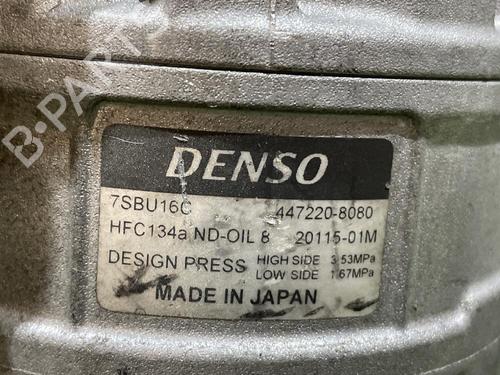 B-PARTS
DENSO
7SBU16C 447220-8080
HFC134a ND-OIL 8 20115-01M
DESIGN PRESS HIGH SIDE 3.53MPa
LOW SIDE 1.67MPa
MADE IN JAPAN